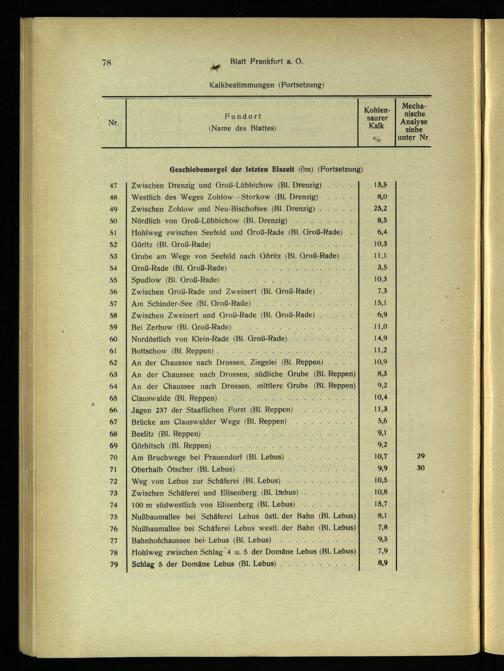 78
Blatt Frankfurt a. O.
Kalkbestimmungen (Fortsetzung)
Nr.
Fundort
(Name des Blattes)
Kohlen-
saurer
Kalk
%
Mecha-
nische
Analyse
siehe
unter Nr.
Geschiebemergel der letzten Eiszeit (∂m) (Fortsetzung)
47 Zwischen Drenzig und Groß-Lübbichow (Bl. Drenzig) . . . . 13,5
48 Westlich des Weges Zohlow—Storkow (Bl. Drenzig) . . . . 8,0
49 Zwischen Zohlow und Neu-Bischofsee (Bl. Drenzig) . . . . 25,2
50 Nördlich von Groß-Lübbichow (Bl. Drenzig) . . . . 8,5
51 Hohlweg zwischen Seefeld und Groß-Rade (Bl. Groß-Rade) 6,4
52 Göritz (Bl. Groß-Rade) . . . . 10,3
53 Grube am Wege von Seefeld nach Göritz (Bl. Groß-Rade) . 11,1
54 Groß-Rade (Bl. Groß-Rade) . . . . 3,5
55 Spudlow (Bl. Groß-Rade) . . . . 10,3
56 Zwischen Groß-Rade und Zweinert (Bl. Groß-Rade) . . 7,3
57 Am Schinder-See (Bl. Groß-Rade) . . . . 15,1
58 Zwischen Zweinert und Groß-Rade (Bl. Groß-Rade) . . . . 6,9
59 Bei Zerbow (Bl. Groß-Rade) . . . . 11,0
60 Nordöstlich von Klein-Rade (Bl. Groß-Rade) . . . . 14,9
61 Bottschow (Bl. Reppen) . . . . 11,2
62 An der Chaussee nach Drossen, Ziegelei (Bl. Reppen) . . . 10,9
63 An der Chaussee nach Drossen, südliche Grube (Bl. Reppen) 8,3
64 An der Chaussee nach Drossen, mittlere Grube (Bl. Reppen) 9,2
65 Clauswalde (Bl. Reppen) . . . . 10,4
66 Jagen 237 der Staatlichen Forst (Bl. Reppen) . . . . 11,3
67 Brücke am Clauswalder Wege (Bl. Reppen) . . . . 5,6
68 Beelitz (Bl. Reppen) . . . . 9,1
69 Görbitsch (Bl. Reppen) . . . . 9,2
70 Am Bruchwege bei Frauendorf (Bl. Lebus) . . . . 10,7 29
71 Oberhalb Ötscher (Bl. Lebus) . . . . 9,9 30
72 Weg von Lebus zur Schäferei (Bl. Lebus) . . . . 10,5
73 Zwischen Schäferei und Elisenberg (Bl. Lebus) . . . . 10,8
74 100 m südwestlich von Elisenberg (Bl. Lebus) . . . . 15,7
75 Nußbaumallee bei Schäferei Lebus östl. der Bahn (Bl. Lebus) 8,1
76 Nußbaumallee bei Schäferei Lebus westl. der Bahn (Bl. Lebus) 7,8
77 Bahnhofchaussee bei Lebus (Bl. Lebus) . . . . 9,5
78 Hohlweg zwischen Schlag 4 u. 5 der Domäne Lebus (Bl. Lebus) 7,9
79 Schlag 5 der Domäne Lebus (Bl. Lebus) . . . . 8,9